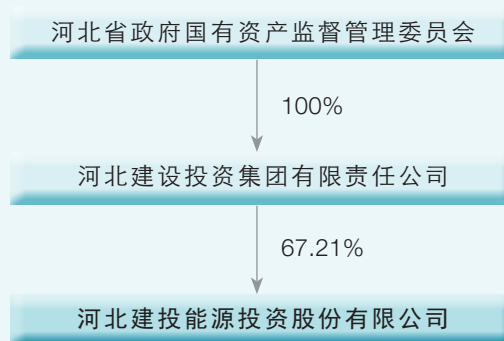 河北省政府国有资产监督管理委员会
100%
河北建设投资集团有限责任公司
67.21%
河北建投能源投资股份有限公司